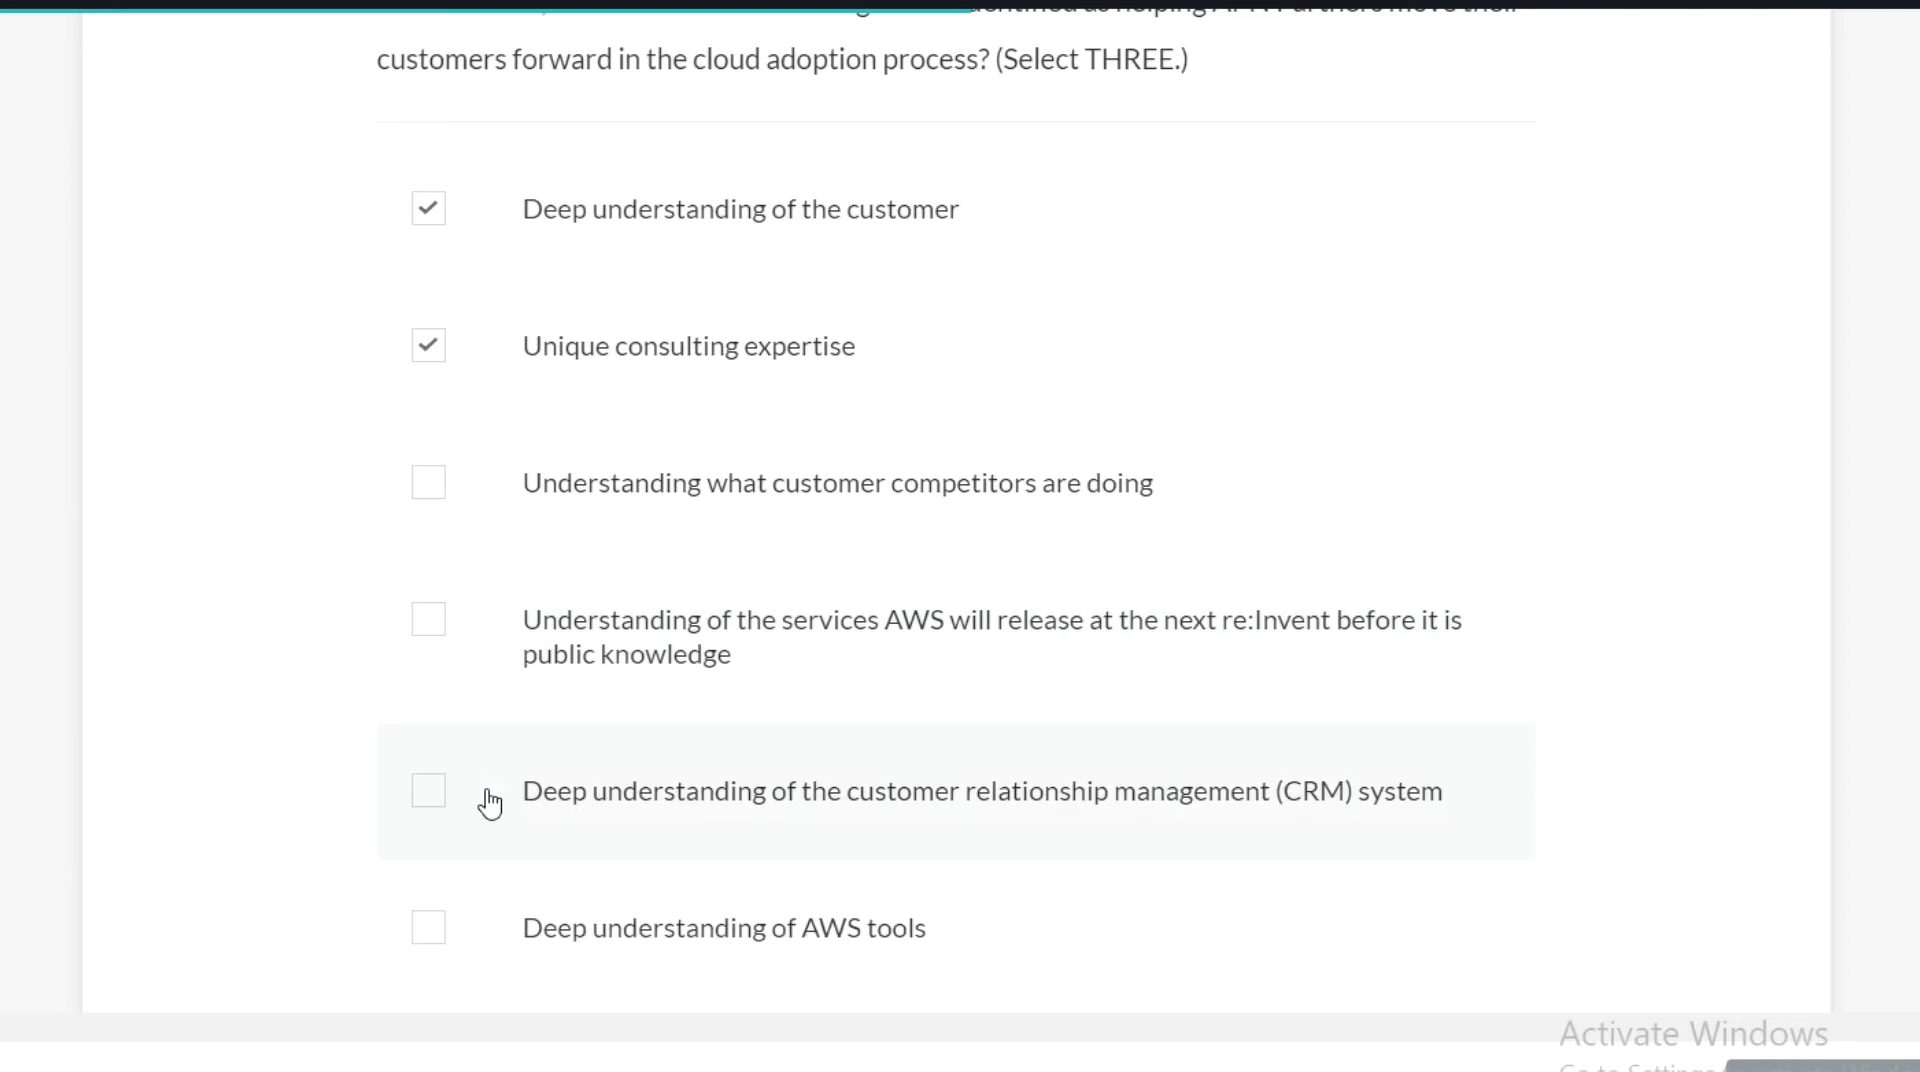 customers forward in the cloud adoption process? (Select THREE.)
Deep understanding of the customer
Unique consulting expertise
Understanding what customer competitors are doing
Understanding of the services AWS will release at the next re:Invent before it is
public knowledge
Deep understanding of the customer relationship management (CRM) system
Deep understanding of AWS tools
Activate Windows